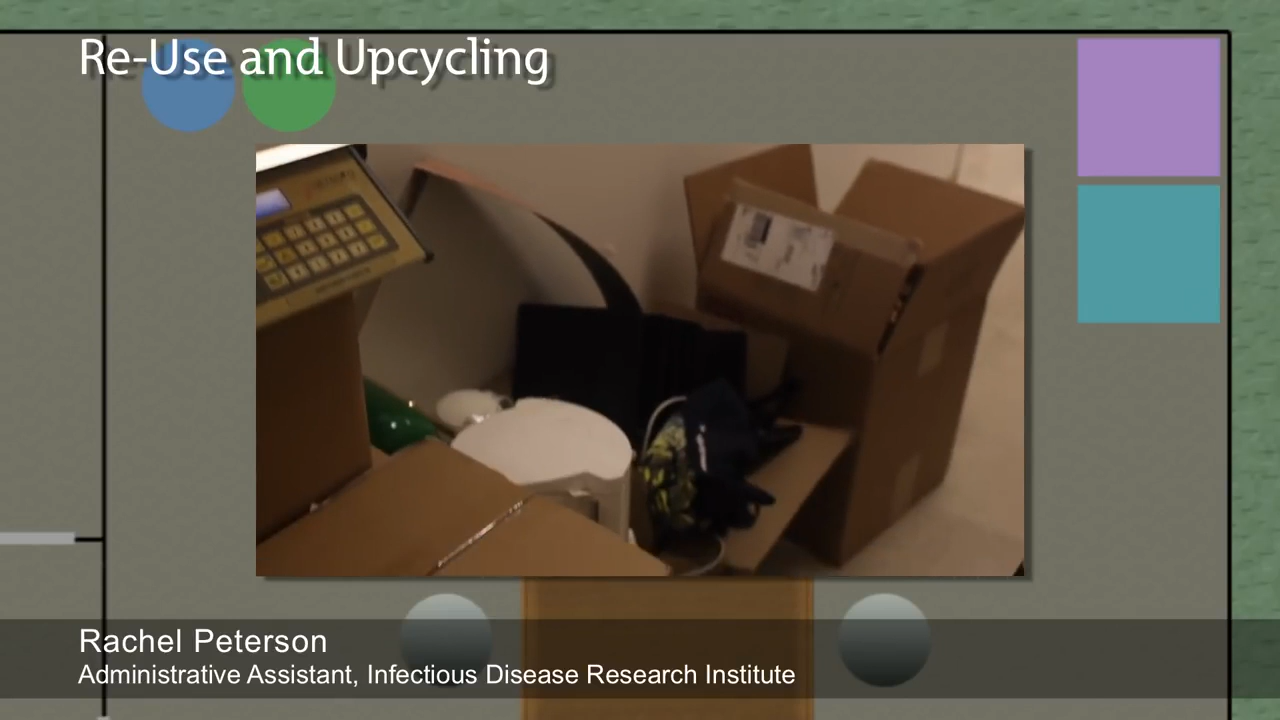 Re-Use and Upcycling
Rachel Peterson
Administrative Assistant, Infectious Disease Research Institute